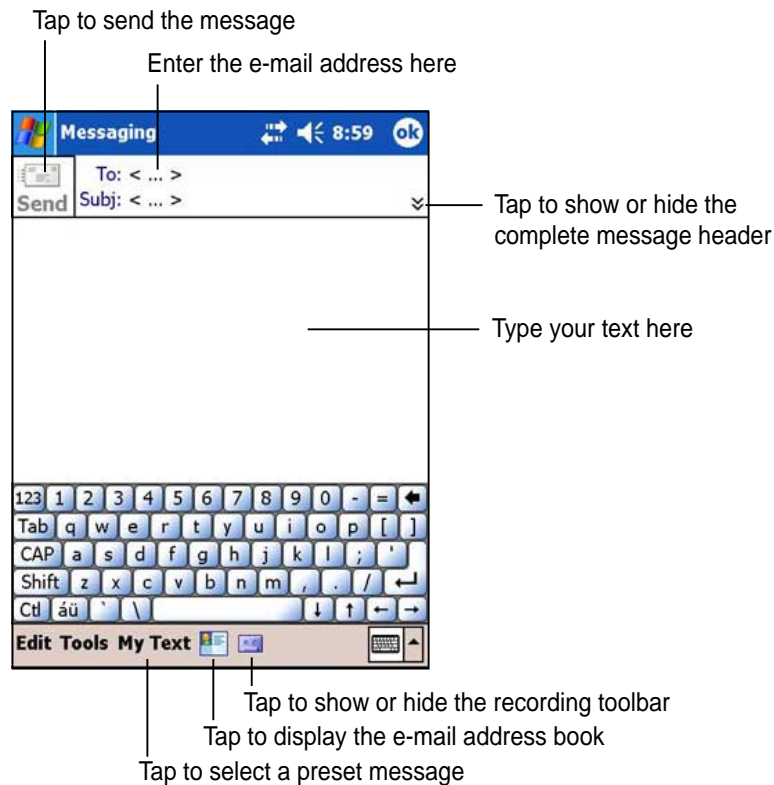 Tap to send the message
Enter the e-mail address here
Messaging 8:59 ok
To: < ... >
Send Subj: < ... >
Tap to show or hide the
complete message header
Type your text here
123 1 2 3 4 5 6 7 8 9 0 - =
Tab q w e r t y u i o p [ ]
CAP a s d f g h j k l ; '
Shift z x c v b n m , . /
Ctl áü ` \
Edit Tools My Text
Tap to show or hide the recording toolbar
Tap to display the e-mail address book
Tap to select a preset message